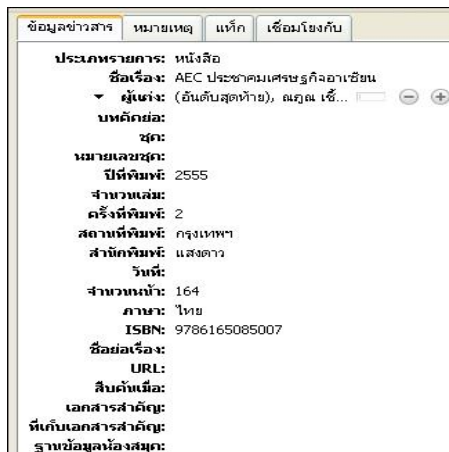 ข้อมูลข่าวสาร หมายเหตุ แท็ก เชื่อมโยงกับ
ประเภทรายการ: หนังสือ
ชื่อเรื่อง: AEC ประชาคมเศรษฐกิจอาเซียน
ผู้แต่ง: (อันดับสุดท้าย), ณภูณ เชี้...
บทคัดย่อ:
ชุด:
หมายเลขชุด:
ปีที่พิมพ์: 2555
จำนวนเล่ม:
ครั้งที่พิมพ์: 2
สถานที่พิมพ์: กรุงเทพฯ
สำนักพิมพ์: แสงดาว
วันที่:
จำนวนหน้า: 164
ภาษา: ไทย
ISBN: 9786165085007
ชื่อย่อเรื่อง:
URL:
สืบค้นเมื่อ:
เอกสารสำคัญ:
ที่เก็บเอกสารสำคัญ:
ฐานข้อมูลห้องสมุด: